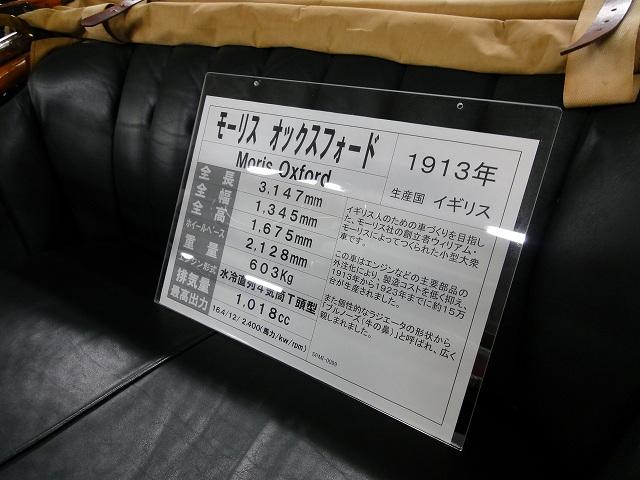 モーリス オックスフォード
Moris Oxford
1913年
生産国 イギリス
全長 3,147mm
全幅 1,345mm
全高 1,675mm
ホイールベース 2,128mm
重量 603Kg
エンジン形式 水冷直列4気筒T頭型
排気量 1,018cc
最高出力 16.4/12/2,400(馬力/kw/rpm)
イギリス人のための車づくりを目指し
た、モーリス社の創立者ウィリアム・
モーリスによってつくられた小型大衆
車です。
この車はエンジンなどの主要部品の
外注化により、製造コストを低く抑え、
1913年から1923年までに約15万
台が生産されました。
また個性的なラジエータの形状から
「ブルノーズ(牛の鼻)」と呼ばれ、広く
親しまれました。